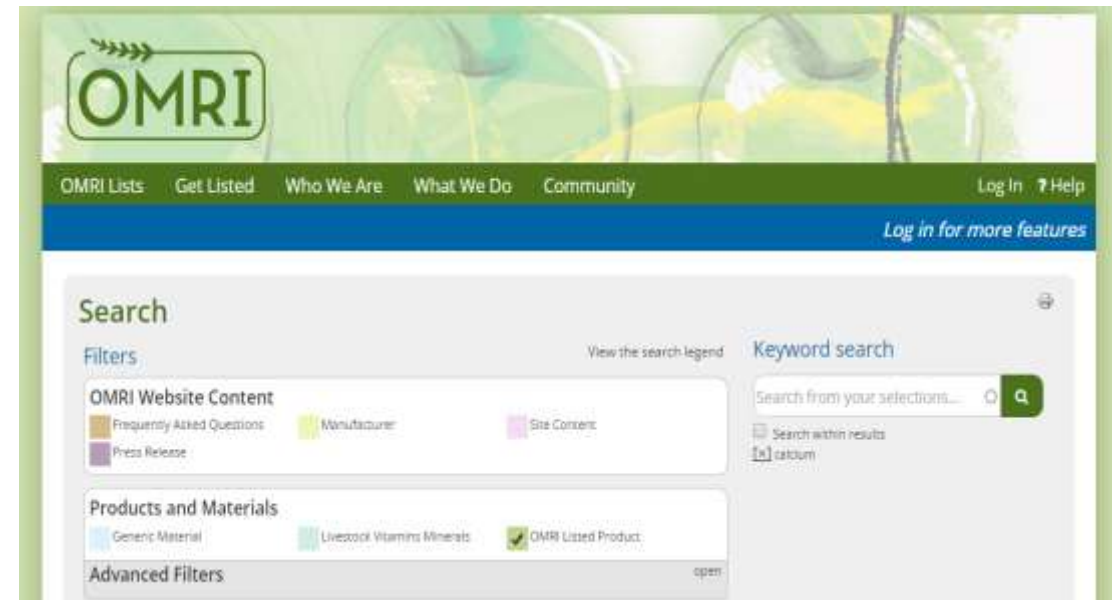 OMRI
OMRI Lists Get Listed Who We Are What We Do Community Log In ? Help
Log in for more features
Search
Filters View the search legend
OMRI Website Content
Frequently Asked Questions Manufacturer Site Content
Press Release
Products and Materials
Generic Material Livestock Vitamins Minerals OMRI Listed Product
Advanced Filters open
Keyword search
Search from your selections...
Search within results
[x] calcium